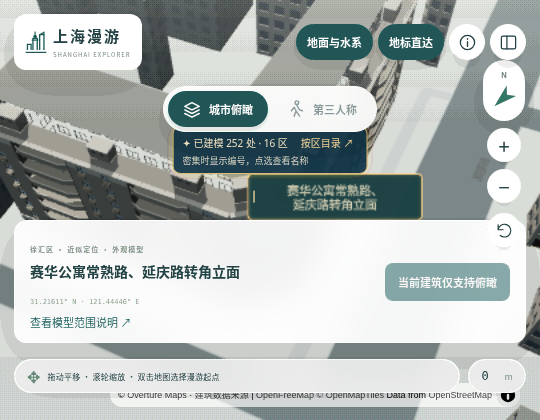 上海漫游
SHANGHAI EXPLORER
地面与水系
地标直达
N
城市俯瞰
第三人称
✦ 已建模 252 处 · 16 区 按区目录 ↗
密集时显示编号，点选查看名称
赛华公寓常熟路、
延庆路转角立面
徐汇区 · 近似定位 · 外观模型
赛华公寓常熟路、延庆路转角立面
31.21611° N · 121.44446° E
查看模型范围说明 ↗
当前建筑仅支持俯瞰
拖动平移 · 滚轮缩放 · 双击地图选择漫游起点
0 m
© Overture Maps · 建筑数据来源 | OpenFreeMap © OpenMapTiles Data from OpenStreetMap